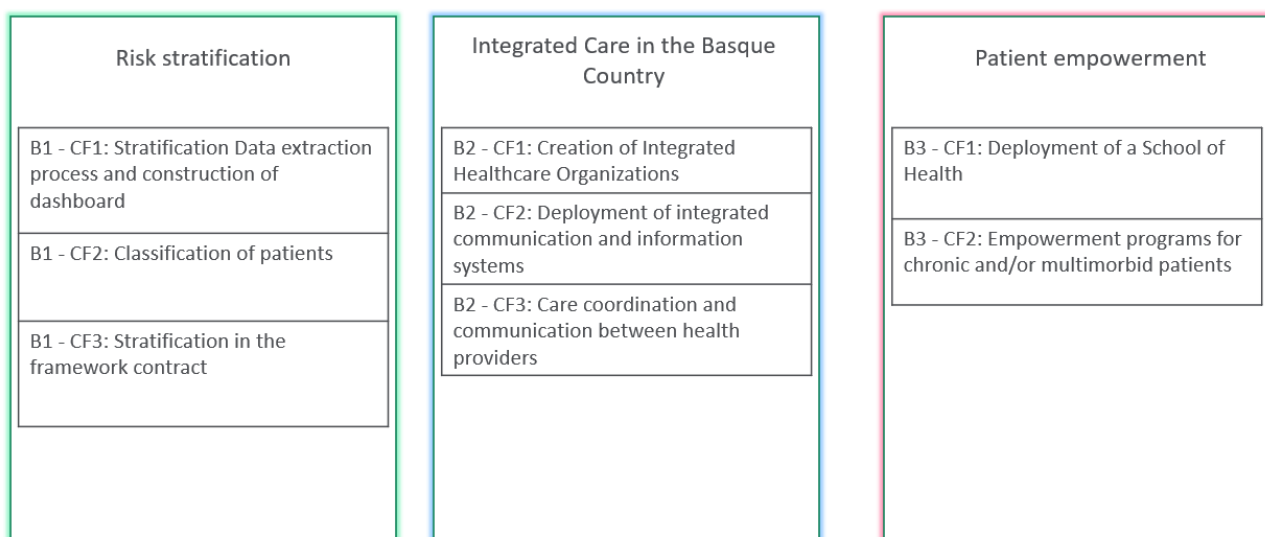 Risk stratification
B1 - CF1: Stratification Data extraction
process and construction of
dashboard
B1 - CF2: Classification of patients
B1 - CF3: Stratification in the
framework contract
Integrated Care in the Basque
Country
B2 - CF1: Creation of Integrated
Healthcare Organizations
B2 - CF2: Deployment of integrated
communication and information
systems
B2 - CF3: Care coordination and
communication between health
providers
Patient empowerment
B3 - CF1: Deployment of a School of
Health
B3 - CF2: Empowerment programs for
chronic and/or multimorbid patients